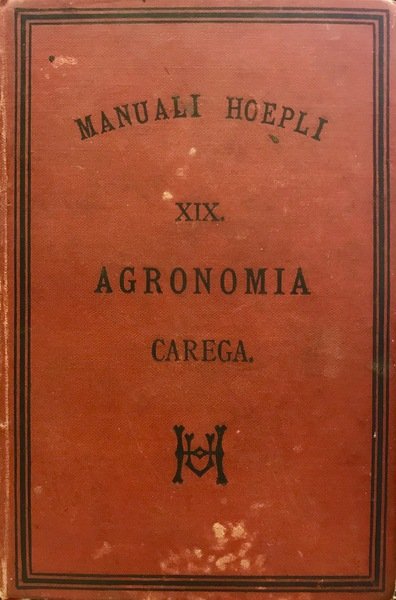 MANUALI HOEPLI
XIX.
AGRONOMIA
CAREGA.